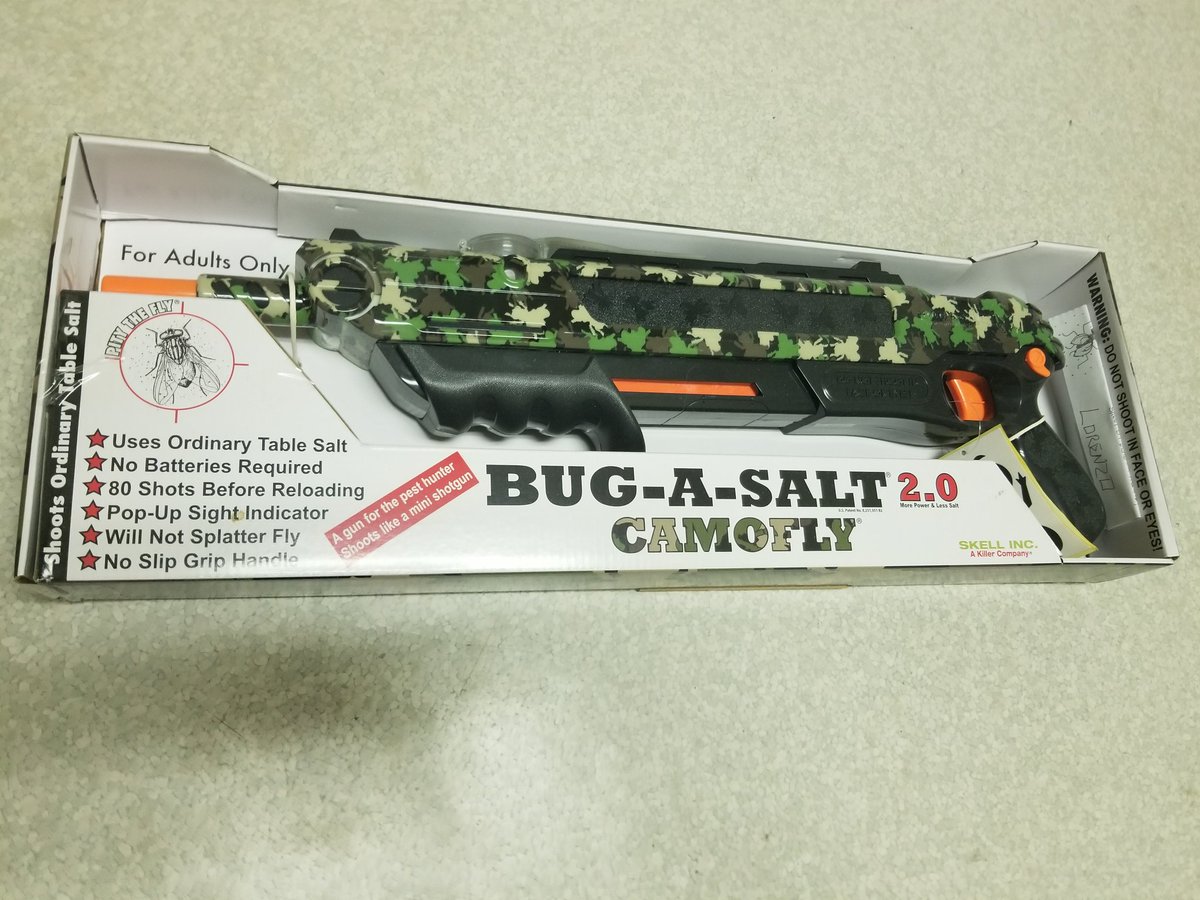 For Adults Only
Shoots Ordinary Table Salt
PITY THE FLY®
Uses Ordinary Table Salt
No Batteries Required
80 Shots Before Reloading
Pop-Up Sight Indicator
Will Not Splatter Fly
No Slip Grip Handle
A gun for the pest hunter
Shoots like a mini shotgun
BUG-A-SALT® 2.0
More Power & Less Salt
CAMOFLY®
SKELL INC.
A Killer Company
WARNING: DO NOT SHOOT IN FACE OR EYES!
LORENZO